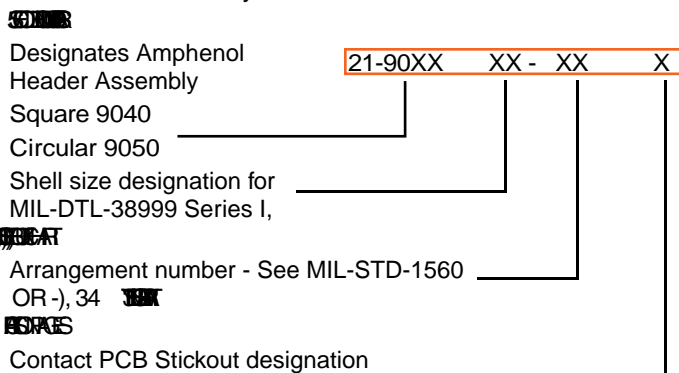 Designates Amphenol
Header Assembly
21-90XX XX - XX X
Square 9040
Circular 9050
Shell size designation for
MIL-DTL-38999 Series I,
Arrangement number - See MIL-STD-1560
OR -), 34
Contact PCB Stickout designation